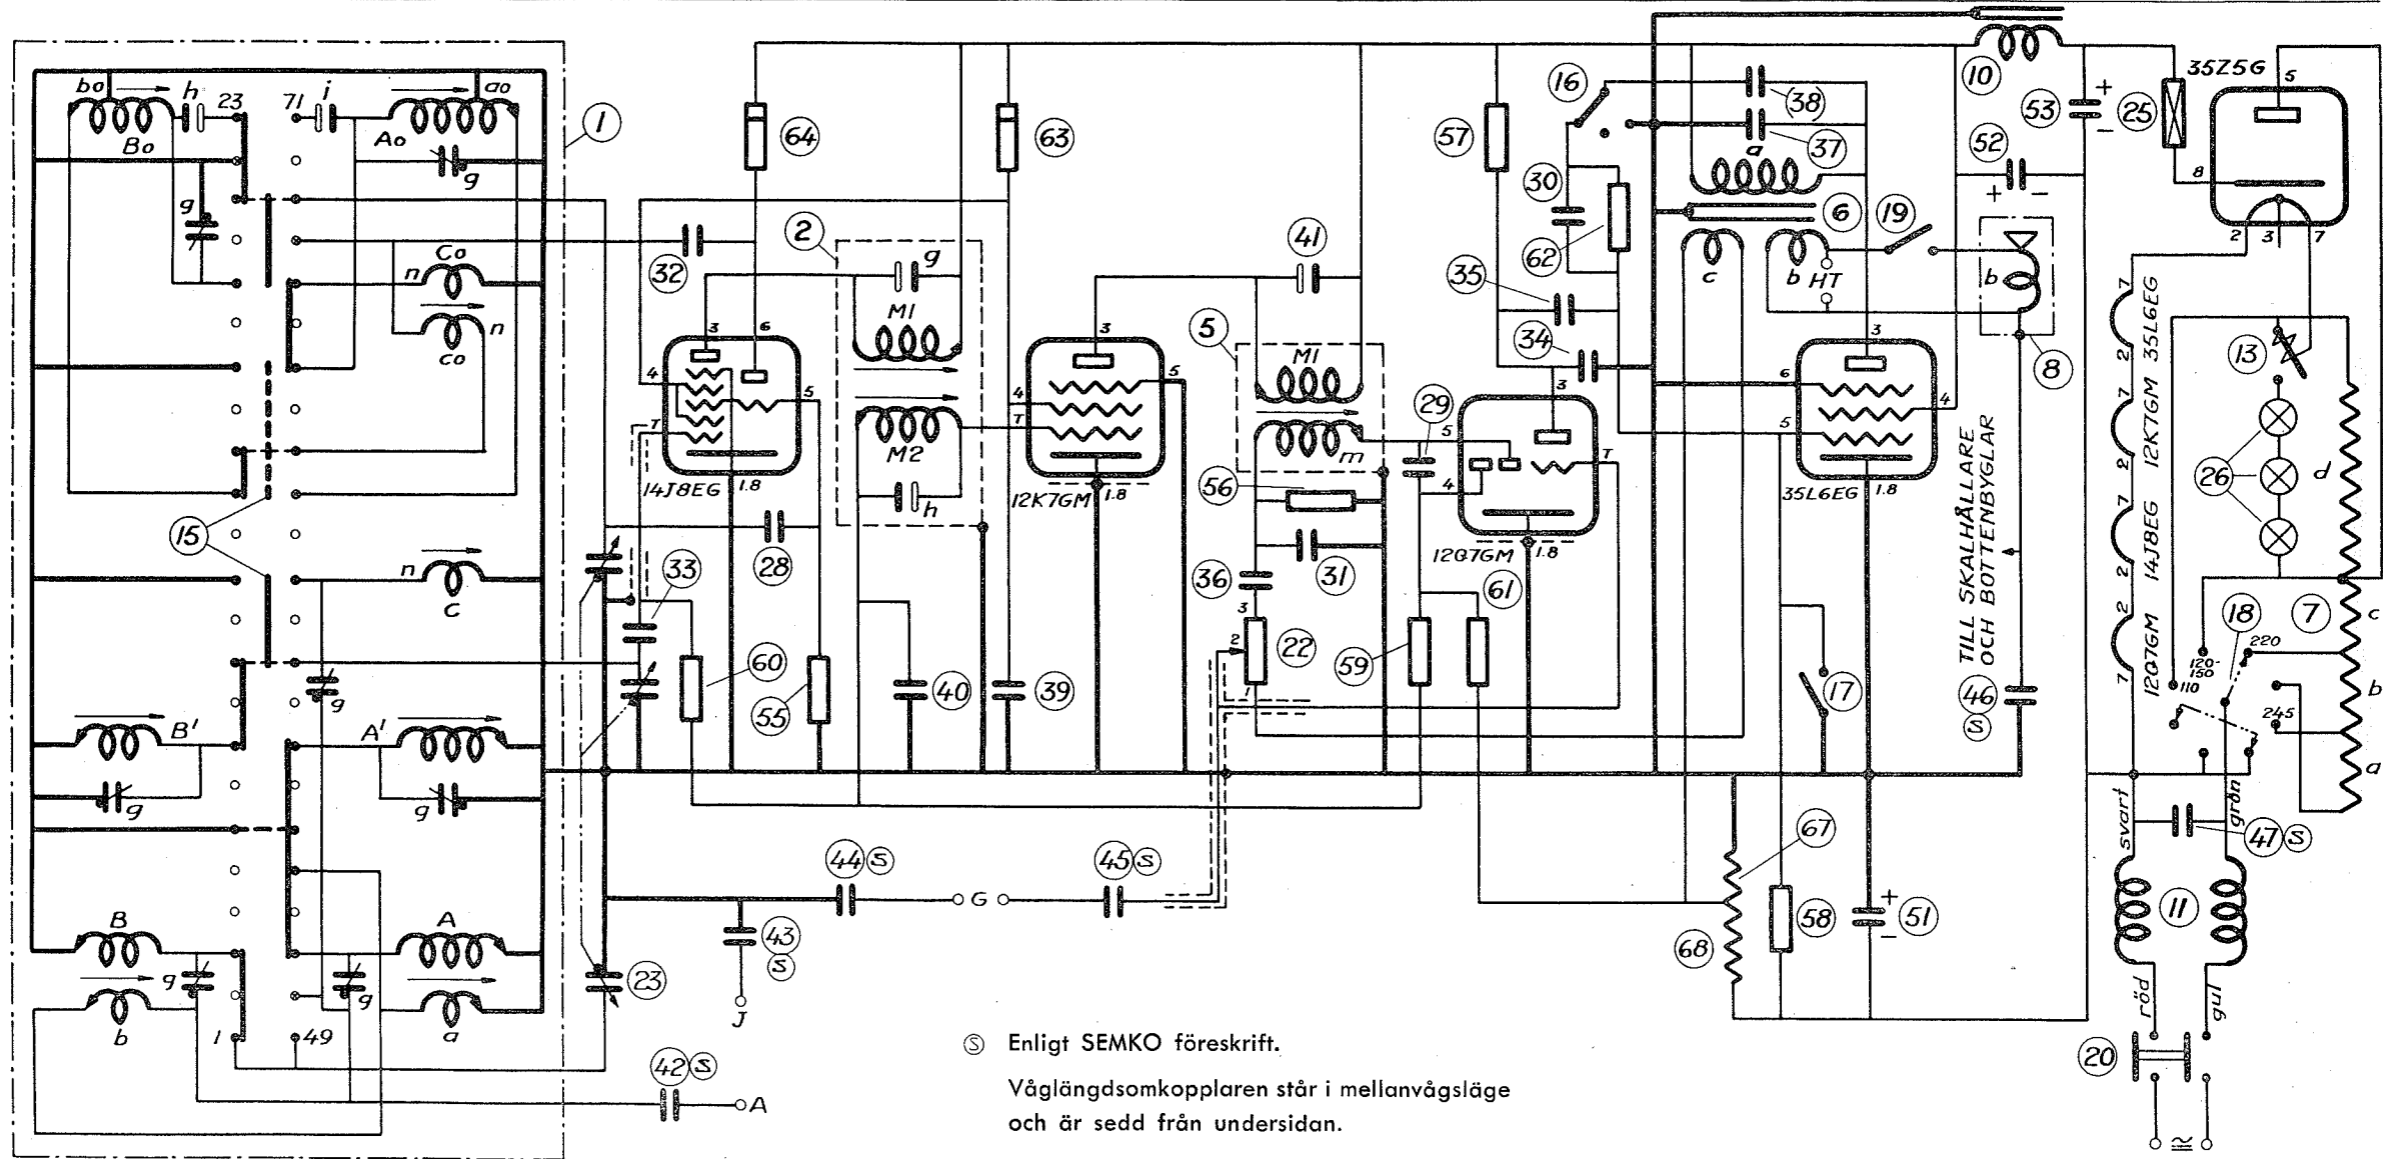 bo
h
23
71
i
ao
Bo
Ao
g
g
1
Co
n
n
co
15
n
c
g
B'
A'
g
g
B
A
g
g
b
1
49
a
64
63
32
2
g
M1
3
6
4
5
T
14J8EG
1.8
M2
h
28
33
60
55
40
39
23
4
5
T
12K7GM
1.8
41
5
M1
m
56
31
36
3
2
22
29
5
4
3
T
12Q7GM
1.8
61
59
57
16
(38)
37
a
30
62
6
19
35
c
b
HT
b
34
8
3
6
4
5
35L6EG
1.8
17
67
68
58
51
+
–
10
53
+
–
52
+ –
25
35Z5G
5
8
2
3
7
7
2
35L6EG
7
2
12K7GM
2
14J8EG
2
7
12Q7GM
13
26
d
TILL SKALHÅLLARE
OCH BOTTENBYGLAR
46
S
18
7
c
220
120-
150
110
b
245
a
svart
grön
47 S
11
röd
gul
20
≅
44 S
G
45 S
43
S
J
42 S
A
S Enligt SEMKO föreskrift.
Våglängdsomkopplaren står i mellanvågsläge
och är sedd från undersidan.